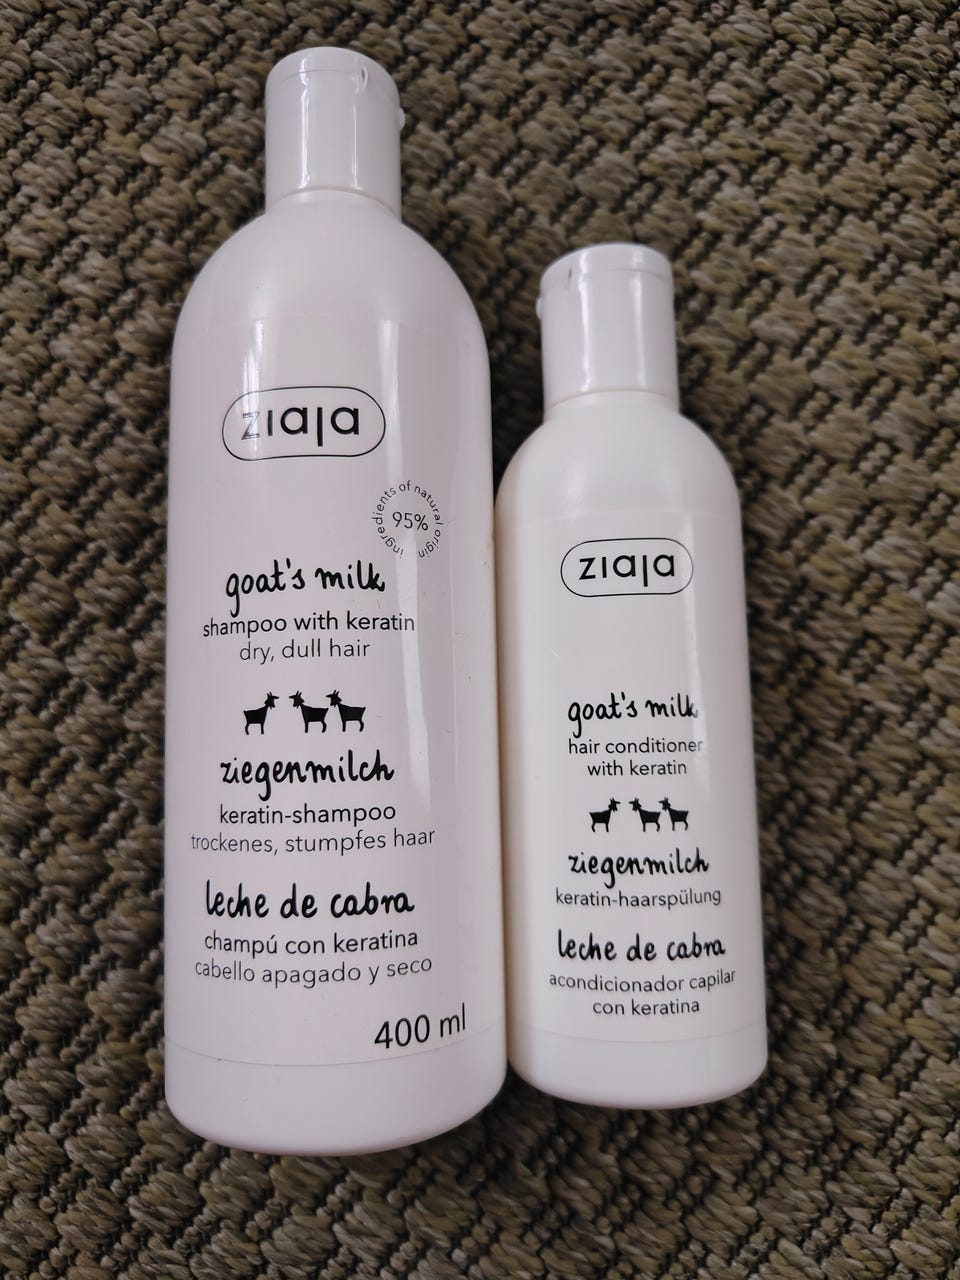 ziaja
ingredients of natural origin
95%
goat's milk
shampoo with keratin
dry, dull hair
ziegenmilch
keratin-shampoo
trockenes, stumpfes haar
leche de cabra
champú con keratina
cabello apagado y seco
400 ml
ziaja
goat's milk
hair conditioner
with keratin
ziegenmilch
keratin-haarspülung
leche de cabra
acondicionador capilar
con keratina